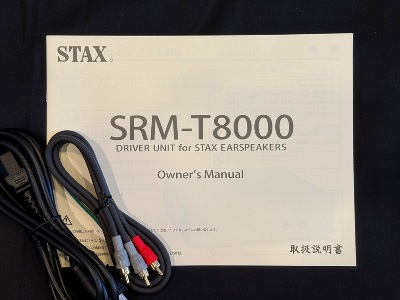 STAX
SRM-T8000
DRIVER UNIT for STAX EARSPEAKERS
Owner's Manual
取扱説明書